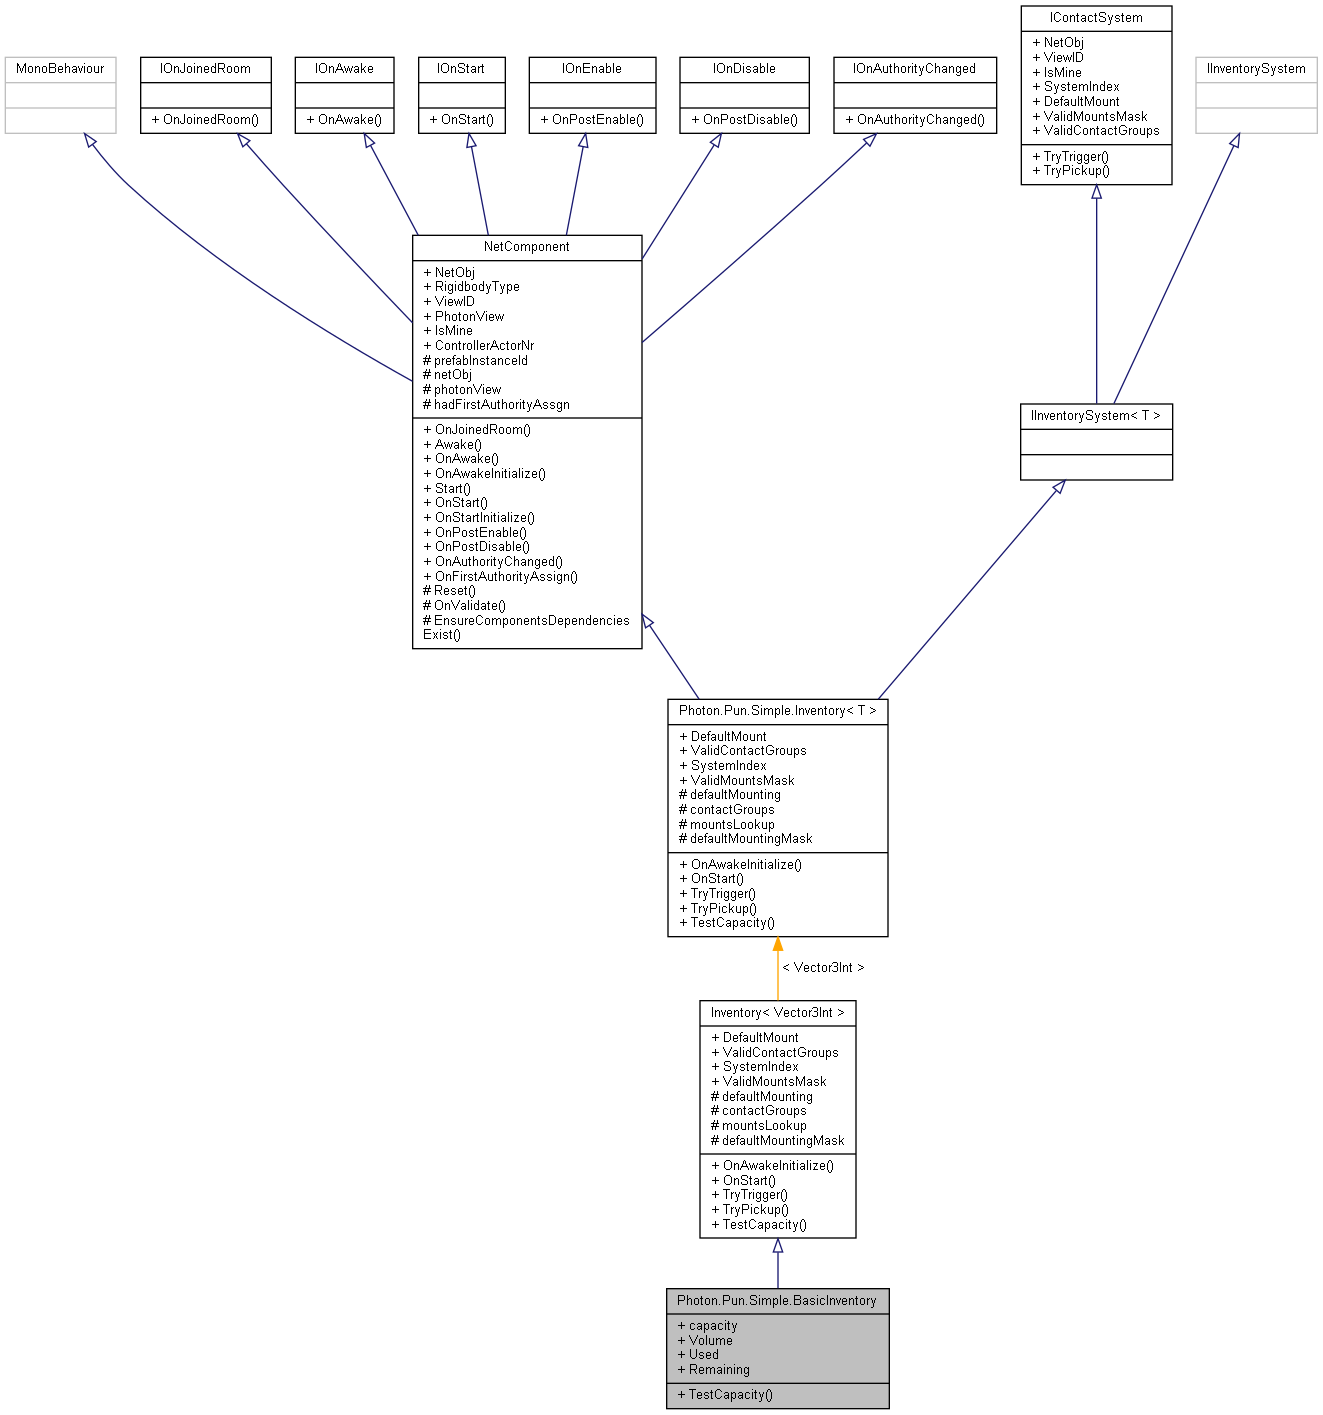 IContactSystem
+ NetObj
+ ViewID
+ IsMine
+ SystemIndex
+ DefaultMount
+ ValidMountsMask
+ ValidContactGroups
+ TryTrigger()
+ TryPickup()
MonoBehaviour
IOnJoinedRoom
+ OnJoinedRoom()
IOnAwake
+ OnAwake()
IOnStart
+ OnStart()
IOnEnable
+ OnPostEnable()
IOnDisable
+ OnPostDisable()
IOnAuthorityChanged
+ OnAuthorityChanged()
IInventorySystem
NetComponent
+ NetObj
+ RigidbodyType
+ ViewID
+ PhotonView
+ IsMine
+ ControllerActorNr
# prefabInstanceId
# netObj
# photonView
# hadFirstAuthorityAssgn
+ OnJoinedRoom()
+ Awake()
+ OnAwake()
+ OnAwakeInitialize()
+ Start()
+ OnStart()
+ OnStartInitialize()
+ OnPostEnable()
+ OnPostDisable()
+ OnAuthorityChanged()
+ OnFirstAuthorityAssign()
# Reset()
# OnValidate()
# EnsureComponentsDependencies
Exist()
IInventorySystem< T >
Photon.Pun.Simple.Inventory< T >
+ DefaultMount
+ ValidContactGroups
+ SystemIndex
+ ValidMountsMask
# defaultMounting
# contactGroups
# mountsLookup
# defaultMountingMask
+ OnAwakeInitialize()
+ OnStart()
+ TryTrigger()
+ TryPickup()
+ TestCapacity()
< Vector3Int >
Inventory< Vector3Int >
+ DefaultMount
+ ValidContactGroups
+ SystemIndex
+ ValidMountsMask
# defaultMounting
# contactGroups
# mountsLookup
# defaultMountingMask
+ OnAwakeInitialize()
+ OnStart()
+ TryTrigger()
+ TryPickup()
+ TestCapacity()
Photon.Pun.Simple.BasicInventory
+ capacity
+ Volume
+ Used
+ Remaining
+ TestCapacity()